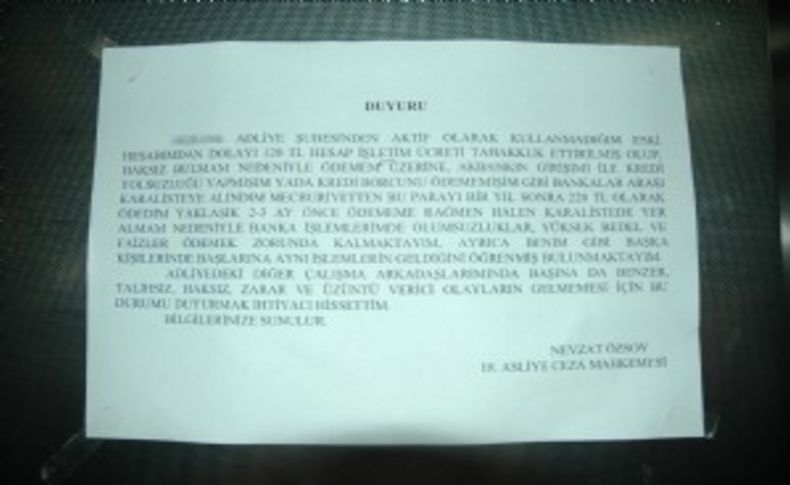 DUYURU
ADLİYE ŞUBESİNDEN AKTİF OLARAK KULLANMADIĞIM ESKİ
HESABIMDAN DOLAYI 120 TL HESAP İŞLETİM ÜCRETİ TAHAKKUK ETTİRİLMİŞ OLUP,
HAKSIZ BULMAM NEDENİYLE ÖDEMEM ÜZERİNE, AKBANKIN GİRİŞİMİ İLE KREDİ
YOLSUZLUĞU YAPMIŞIM YADA KREDİ BORCUNU ÖDEMEMİŞİM GİBİ BANKALAR ARASI
KARALİSTEYE ALINDIM MECBURİYETTEN BU PARAYI BİR YIL SONRA 220 TL OLARAK
ÖDEDİM YAKLAŞIK 2-3 AY ÖNCE ÖDEMEME RAĞMEN HALEN KARALİSTEDE YER
ALMAM NEDENİYLE BANKA İŞLEMLERİMDE OLUMSUZLUKLAR, YÜKSEK BEDEL VE
FAİZLER ÖDEMEK ZORUNDA KALMAKTAYIM. AYRICA BENİM GİBİ BAŞKA
KİŞİLERİNDE BAŞLARINA AYNI İŞLEMLERİN GELDİĞİNİ ÖĞRENMİŞ BULUNMAKTAYIM.
ADLİYEDEKİ DİĞER ÇALIŞMA ARKADAŞLARIMINDA BAŞINA DA BENZER,
TALİHSİZ, HAKSIZ, ZARAR VE ÜZÜNTÜ VERİCİ OLAYLARIN GELMEMESİ İÇİN BU
DURUMU DUYURMAK İHTİYACI HİSSETTİM.
BİLGİLERİNİZE SUNULUR.
NEVZAT ÖZSOY
18. ASLİYE CEZA MAHKEMESİ